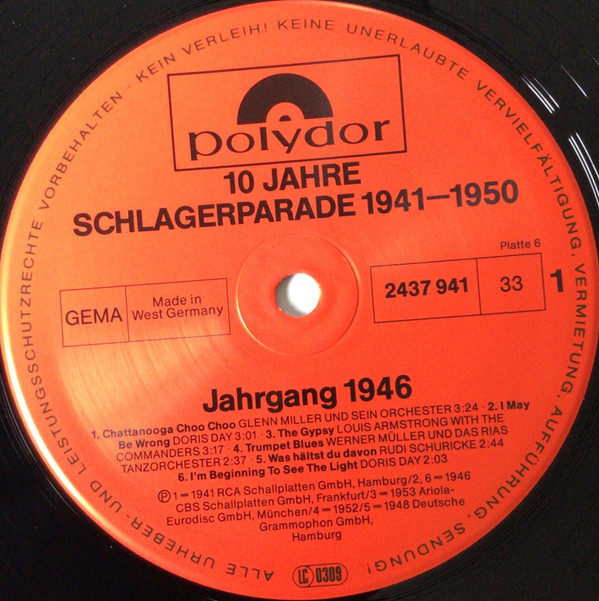 ALLE URHEBER- UND LEISTUNGSSCHUTZRECHTE VORBEHALTEN · KEIN VERLEIH! KEINE UNERLAUBTE VERVIELFÄLTIGUNG, VERMIETUNG, AUFFÜHRUNG, SENDUNG!
polydor
10 JAHRE
SCHLAGERPARADE 1941–1950
Platte 6
GEMA
Made in
West Germany
2437 941
33
1
Jahrgang 1946
1. Chattanooga Choo Choo GLENN MILLER UND SEIN ORCHESTER 3:24 · 2. I May
Be Wrong DORIS DAY 3:01 · 3. The Gypsy LOUIS ARMSTRONG WITH THE
COMMANDERS 3:17 · 4. Trumpet Blues WERNER MÜLLER UND DAS RIAS
TANZORCHESTER 2:37 · 5. Was hältst du davon RUDI SCHURICKE 2:44
6. I'm Beginning To See The Light DORIS DAY 2:03
Ⓟ 1 = 1941 RCA Schallplatten GmbH, Hamburg/2, 6 = 1946
CBS Schallplatten GmbH, Frankfurt/3 = 1953 Ariola-
Eurodisc GmbH, München/4 = 1952/5 = 1948 Deutsche
Grammophon GmbH,
Hamburg
LC 0309